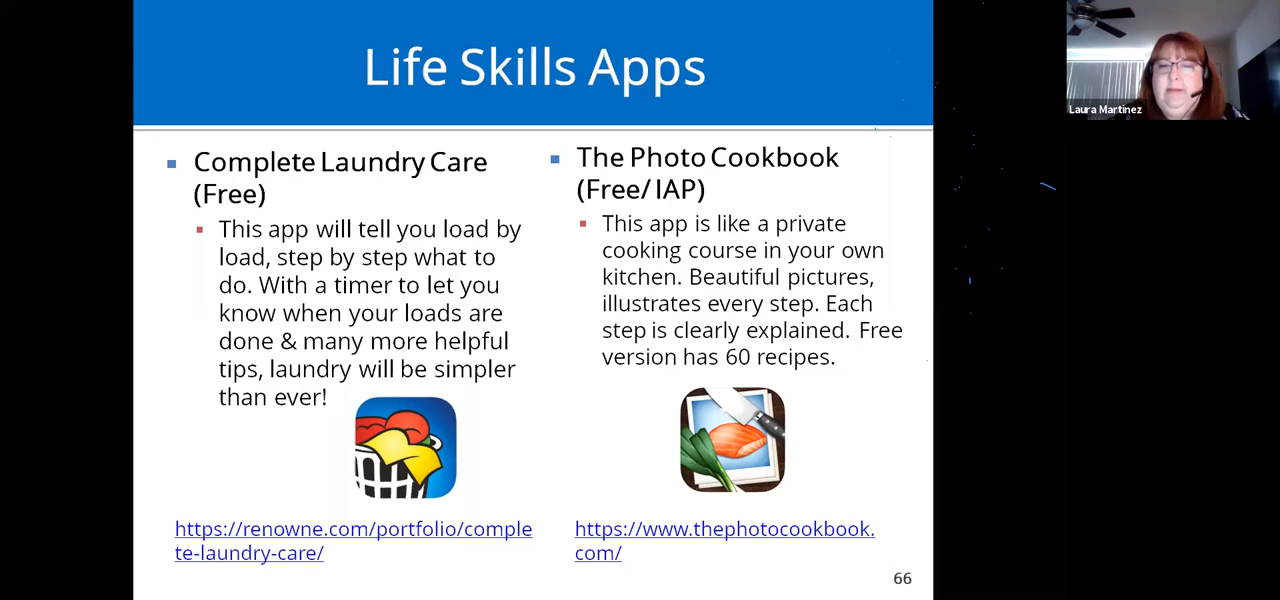 Life Skills Apps
Complete Laundry Care
(Free)
This app will tell you load by
load, step by step what to
do. With a timer to let you
know when your loads are
done & many more helpful
tips, laundry will be simpler
than ever!
https://renowne.com/portfolio/comple
te-laundry-care/
The Photo Cookbook
(Free/ IAP)
This app is like a private
cooking course in your own
kitchen. Beautiful pictures,
illustrates every step. Each
step is clearly explained. Free
version has 60 recipes.
https://www.thephotocookbook.
com/
66
Laura Martinez